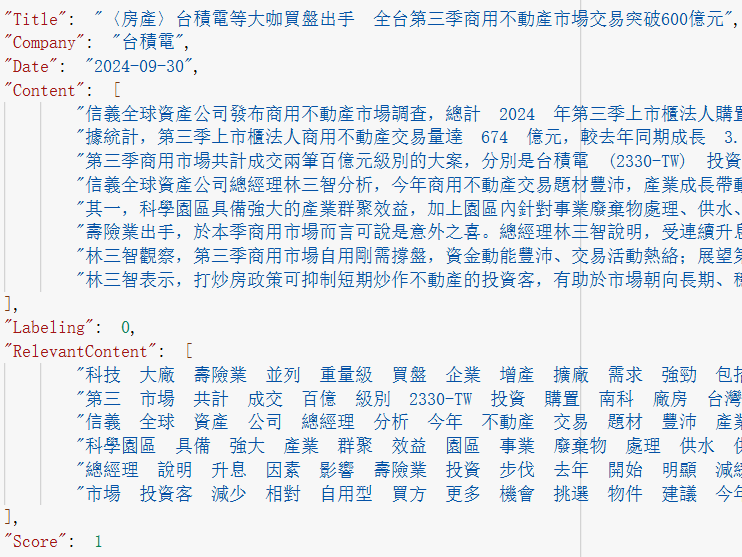 "Title": "〈房產〉台積電等大咖買盤出手 全台第三季商用不動產市場交易突破600億元",
"Company": "台積電",
"Date": "2024-09-30",
"Content": [
"信義全球資產公司發布商用不動產市場調查，總計 2024 年第三季上市櫃法人購置
"據統計，第三季上市櫃法人商用不動產交易量達 674 億元，較去年同期成長 3.
"第三季商用市場共計成交兩筆百億元級別的大案，分別是台積電 (2330-TW) 投資
"信義全球資產公司總經理林三智分析，今年商用不動產交易題材豐沛，產業成長帶動
"其一，科學園區具備強大的產業群聚效益，加上園區內針對事業廢棄物處理、供水、
"壽險業出手，於本季商用市場而言可說是意外之喜。總經理林三智說明，受連續升息
"林三智觀察，第三季商用市場自用剛需撐盤，資金動能豐沛、交易活動熱絡；展望第
"林三智表示，打炒房政策可抑制短期炒作不動產的投資客，有助於市場朝向長期、穩
],
"Labeling": 0,
"RelevantContent": [
"科技 大廠 壽險業 並列 重量級 買盤 企業 增產 擴廠 需求 強勁 包括
"第三 市場 共計 成交 百億 級別 2330-TW 投資 購置 南科 廠房 台灣
"信義 全球 資產 公司 總經理 分析 今年 不動產 交易 題材 豐沛 產業
"科學園區 具備 強大 產業 群聚 效益 園區 事業 廢棄物 處理 供水 供
"總經理 說明 升息 因素 影響 壽險業 投資 步伐 去年 開始 明顯 減緩
"市場 投資客 減少 相對 自用型 買方 更多 機會 挑選 物件 建議 今年
],
"Score": 1